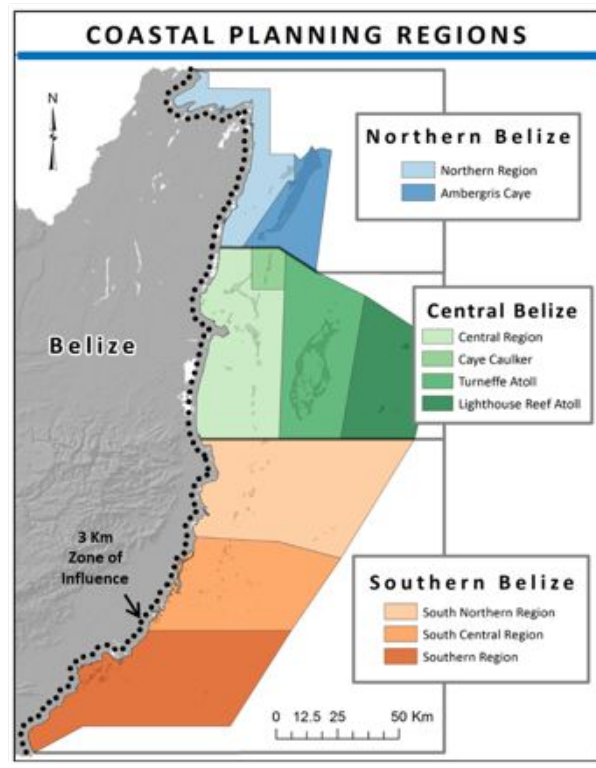 COASTAL PLANNING REGIONS
N
Northern Belize
Northern Region
Ambergris Caye
Belize
Central Belize
Central Region
Caye Caulker
Turneffe Atoll
Lighthouse Reef Atoll
3 Km
Zone of
Influence
Southern Belize
South Northern Region
South Central Region
Southern Region
0 12.5 25 50 Km